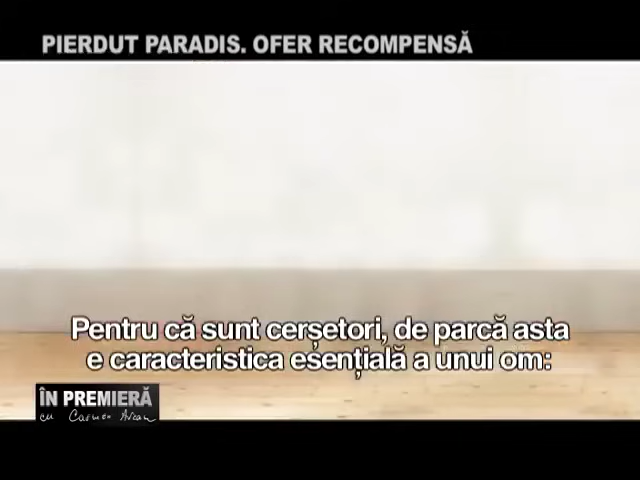 PIERDUT PARADIS. OFER RECOMPENSĂ
Pentru că sunt cerșetori, de parcă asta
e caracteristica esențială a unui om:
ÎN PREMIERĂ
cu Carmen Avram